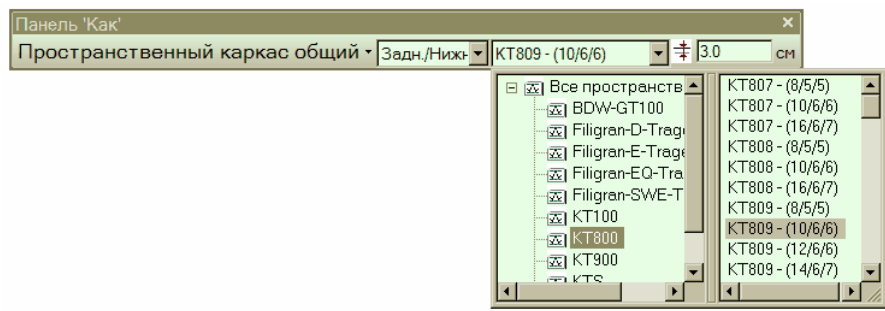 Панель 'Как'
Пространственный каркас общий
Задн./Нижн
KT809 - (10/6/6)
3.0
см
Все пространств
BDW-GT100
Filigran-D-Trage
Filigran-E-Trage
Filigran-EQ-Tra
Filigran-SWE-T
KT100
KT800
KT900
KTS
KT807 - (8/5/5)
KT807 - (10/6/6)
KT807 - (16/6/7)
KT808 - (8/5/5)
KT808 - (10/6/6)
KT808 - (16/6/7)
KT809 - (8/5/5)
KT809 - (10/6/6)
KT809 - (12/6/6)
KT809 - (14/6/7)